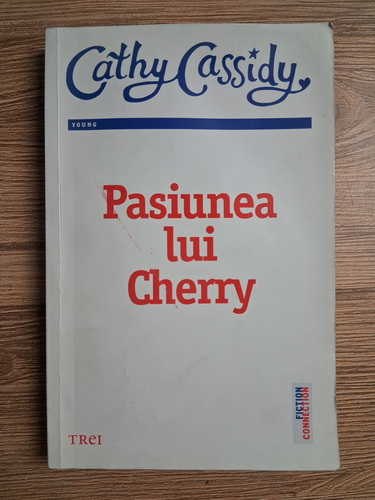 Cathy Cassidy
YOUNG
Pasiunea
lui
Cherry
FICTION
CONNECTION
TREI